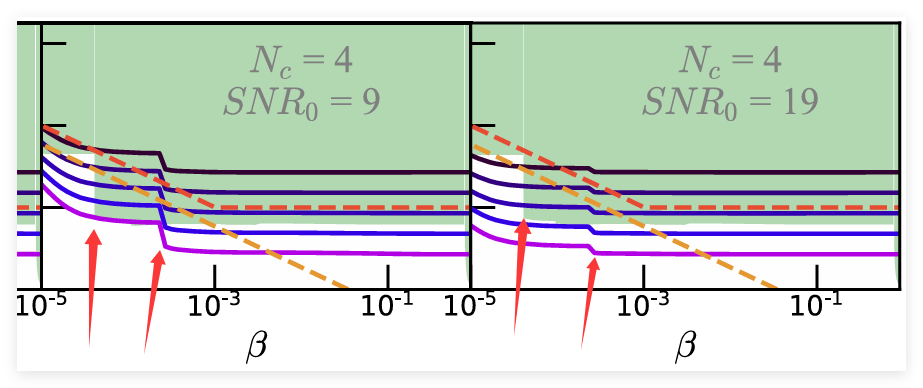 N_c = 4
SNR_0 = 9
N_c = 4
SNR_0 = 19
10^-5
10^-3
10^-1
10^-5
10^-3
10^-1
β
β